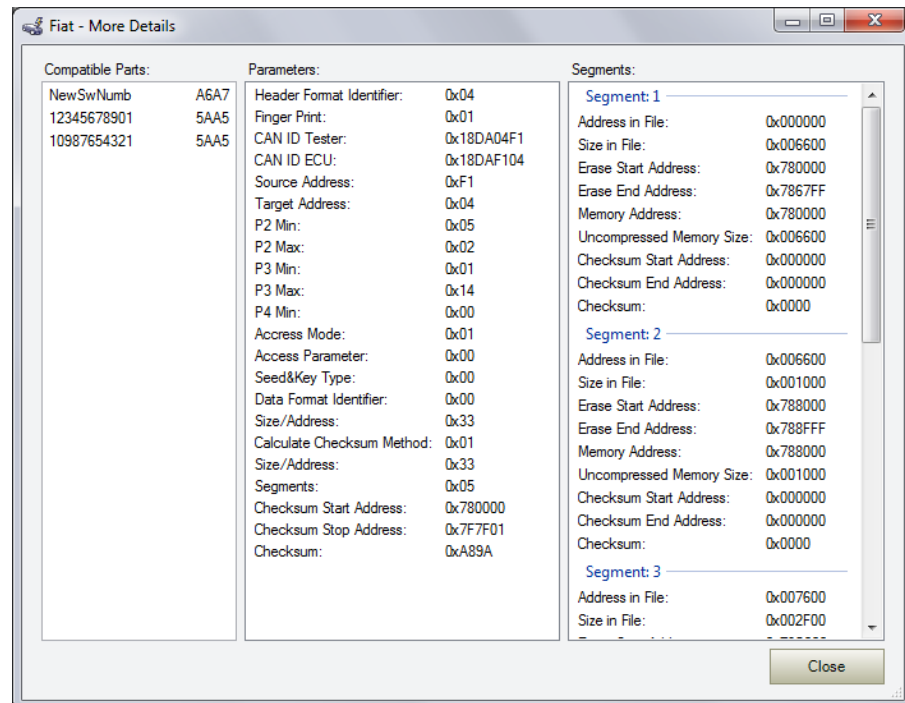 Fiat - More Details
Compatible Parts:
NewSwNumb A6A7
12345678901 5AA5
10987654321 5AA5
Parameters:
Header Format Identifier: 0x04
Finger Print: 0x01
CAN ID Tester: 0x18DA04F1
CAN ID ECU: 0x18DAF104
Source Address: 0xF1
Target Address: 0x04
P2 Min: 0x05
P2 Max: 0x02
P3 Min: 0x01
P3 Max: 0x14
P4 Min: 0x00
Accress Mode: 0x01
Access Parameter: 0x00
Seed&Key Type: 0x00
Data Format Identifier: 0x00
Size/Address: 0x33
Calculate Checksum Method: 0x01
Size/Address: 0x33
Segments: 0x05
Checksum Start Address: 0x780000
Checksum Stop Address: 0x7F7F01
Checksum: 0xA89A
Segments:
Segment: 1
Address in File: 0x000000
Size in File: 0x006600
Erase Start Address: 0x780000
Erase End Address: 0x7867FF
Memory Address: 0x780000
Uncompressed Memory Size: 0x006600
Checksum Start Address: 0x000000
Checksum End Address: 0x000000
Checksum: 0x0000
Segment: 2
Address in File: 0x006600
Size in File: 0x001000
Erase Start Address: 0x788000
Erase End Address: 0x788FFF
Memory Address: 0x788000
Uncompressed Memory Size: 0x001000
Checksum Start Address: 0x000000
Checksum End Address: 0x000000
Checksum: 0x0000
Segment: 3
Address in File: 0x007600
Size in File: 0x002F00
Close